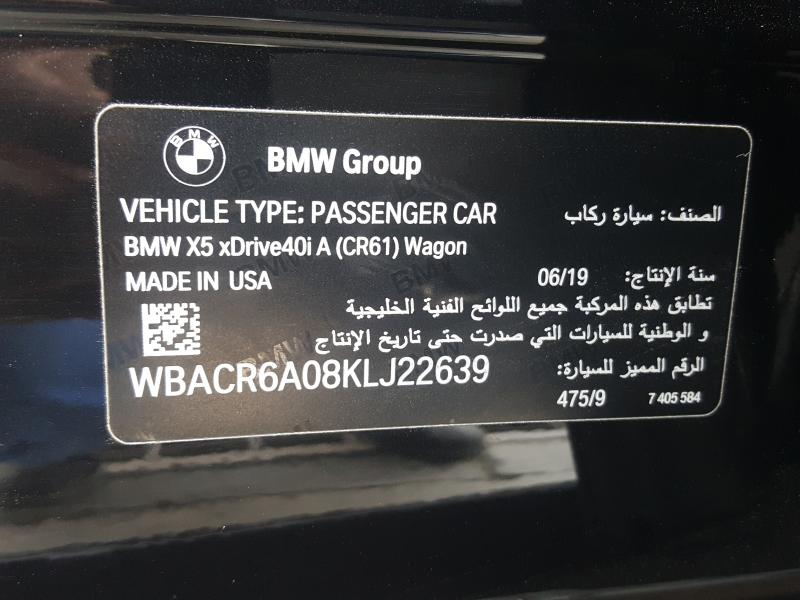 BMW
BMW Group
VEHICLE TYPE: PASSENGER CAR الصنف: سيارة ركاب
BMW X5 xDrive40i A (CR61) Wagon
MADE IN USA 06/19 سنة الإنتاج:
تطابق هذه المركبة جميع اللوائح الفنية الخليجية
و الوطنية للسيارات التي صدرت حتى تاريخ الإنتاج
WBACR6A08KLJ22639 الرقم المميز للسيارة:
475/9 7 405 584